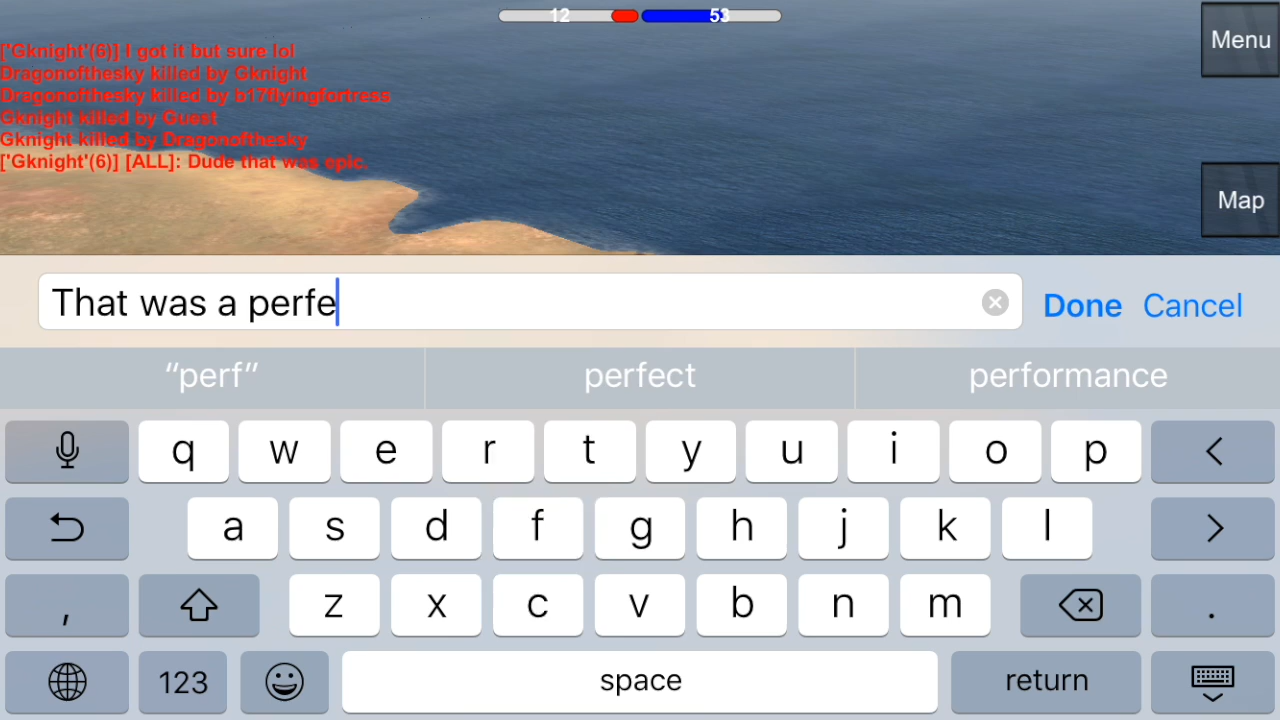 12 53
Menu
['Gknight'(6)] I got it but sure lol
Dragonofthesky killed by Gknight
Dragonofthesky killed by b17flyingfortress
Gknight killed by Guest
Gknight killed by Dragonofthesky
['Gknight'(6)] [ALL]: Dude that was epic.
Map
That was a perfe
Done Cancel
“perf” perfect performance
q w e r t y u i o p <
a s d f g h j k l >
, z x c v b n m .
123 space return